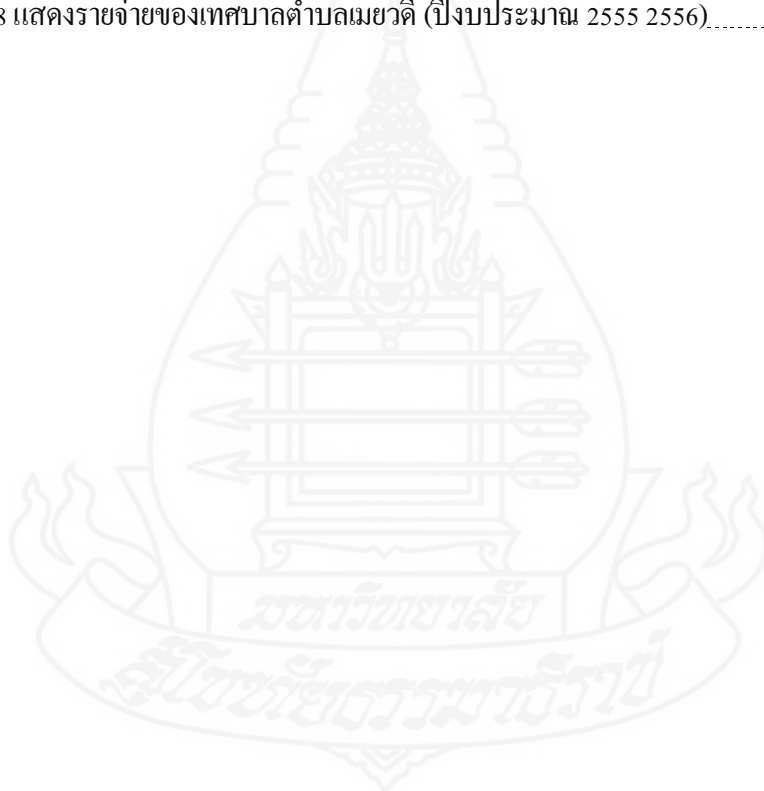 8 แสดงรายจ่ายของเทศบาลตำบลเมยวดี (ปีงบประมาณ 2555 2556)
มหาวิทยาลัย
สุโขทัยธรรมาธิราช